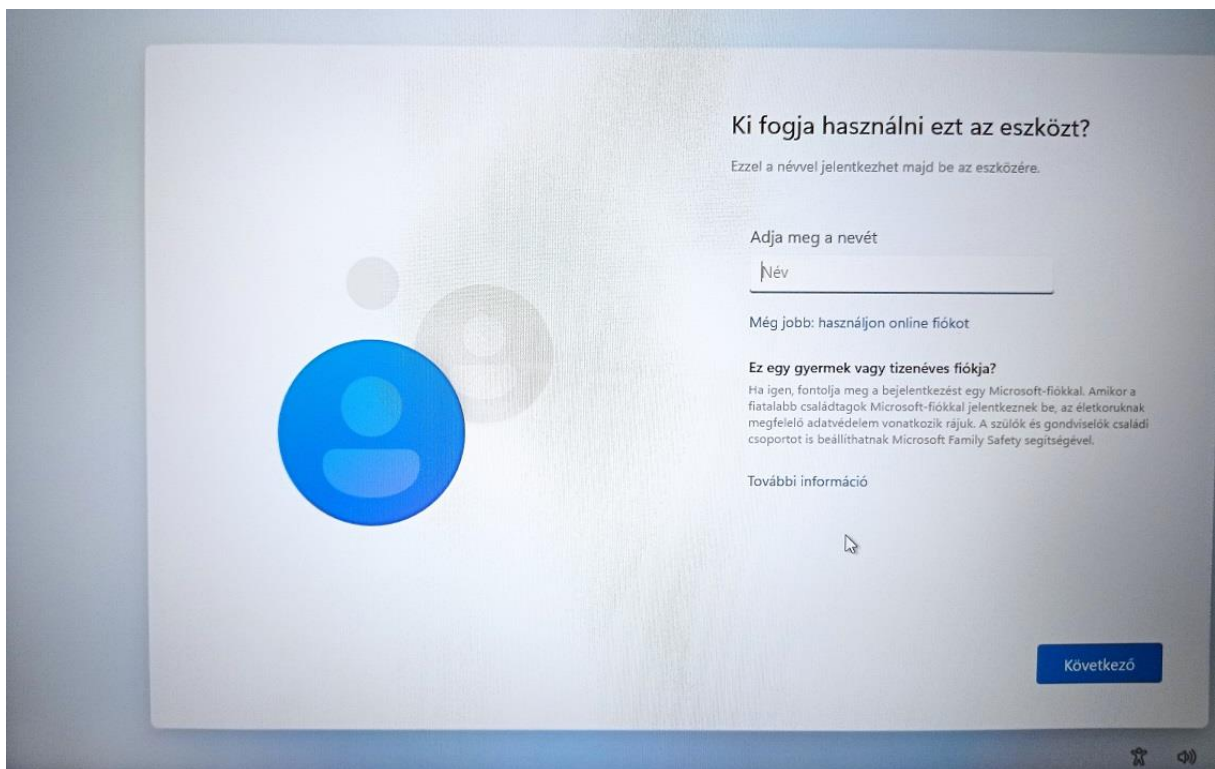 Ki fogja használni ezt az eszközt?
Ezzel a névvel jelentkezhet majd be az eszközére.
Adja meg a nevét
Név
Még jobb: használjon online fiókot
Ez egy gyermek vagy tizenéves fiókja?
Ha igen, fontolja meg a bejelentkezést egy Microsoft-fiókkal. Amikor a
fiatalabb családtagok Microsoft-fiókkal jelentkeznek be, az életkoruknak
megfelelő adatvédelem vonatkozik rájuk. A szülők és gondviselők családi
csoportot is beállíthatnak Microsoft Family Safety segítségével.
További információ
Következő